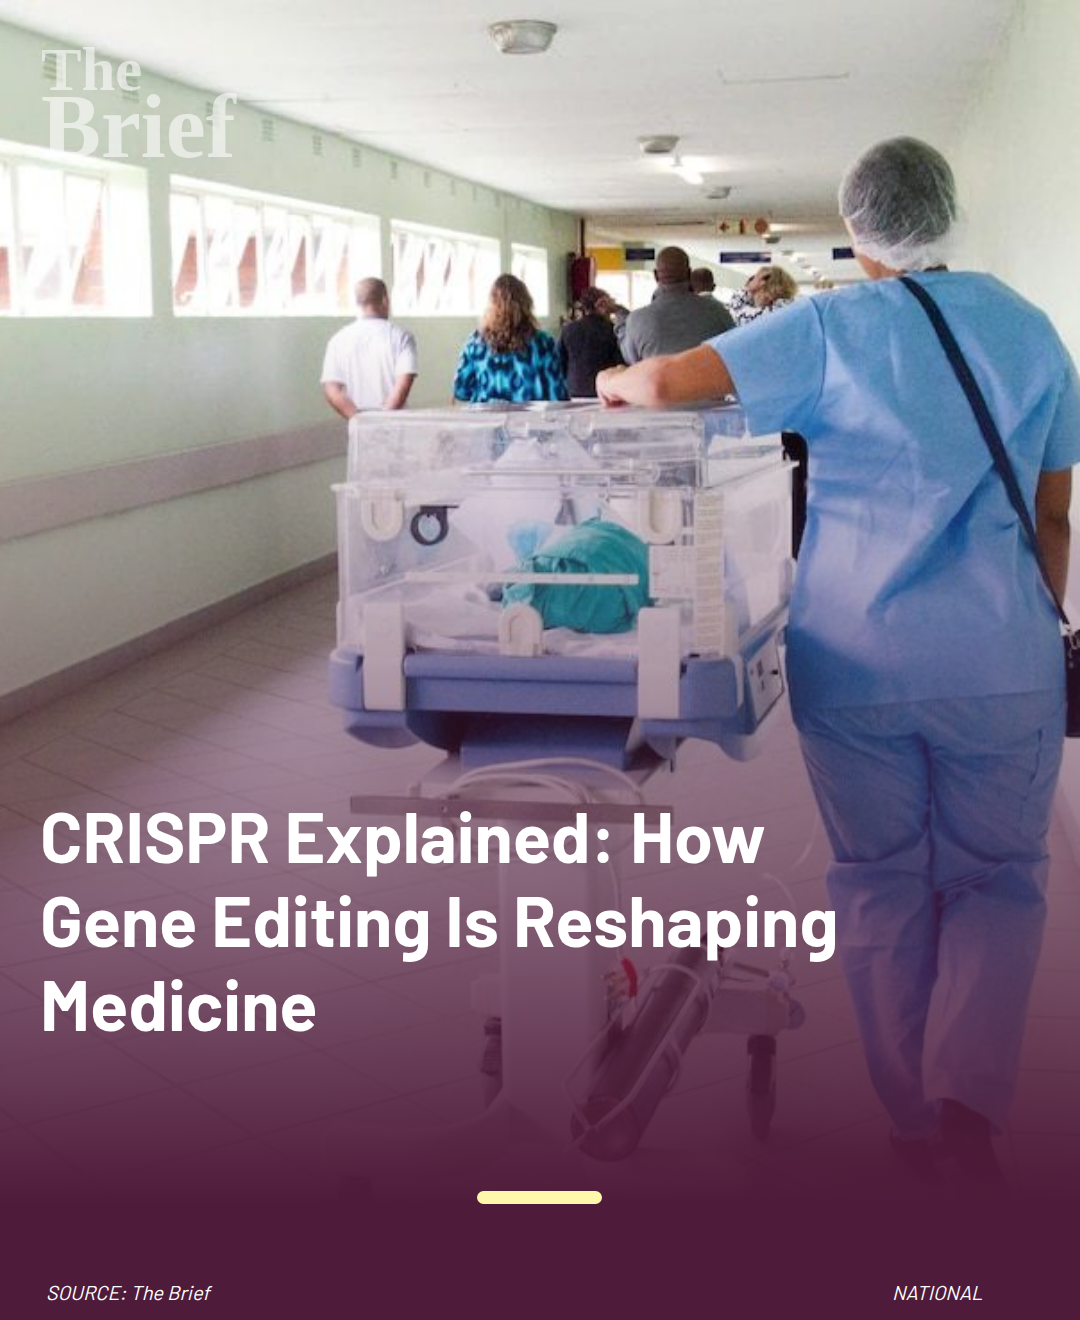 The
Brief
CRISPR Explained: How
Gene Editing Is Reshaping
Medicine
SOURCE: The Brief
NATIONAL